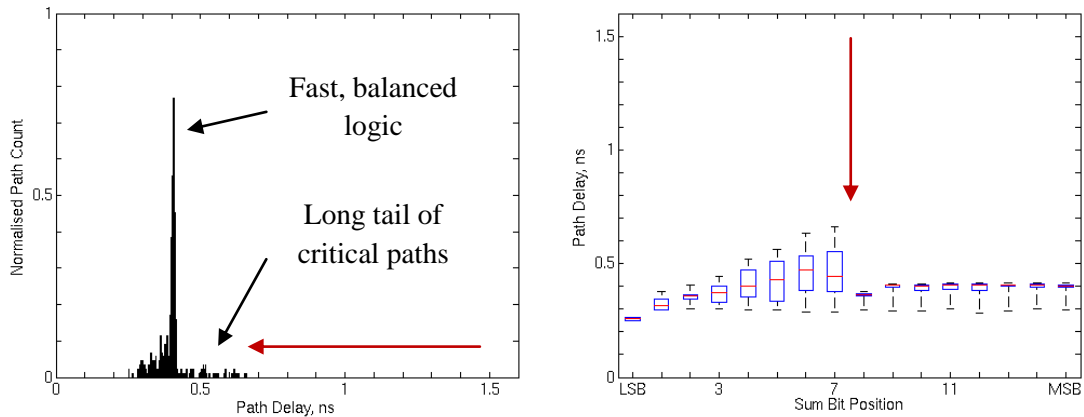 1
0.5
0
Normalised Path Count
Fast, balanced
logic
Long tail of
critical paths
0
0.5
1
1.5
Path Delay, ns
1.5
1
0.5
0
Path Delay, ns
LSB
3
7
11
MSB
Sum Bit Position